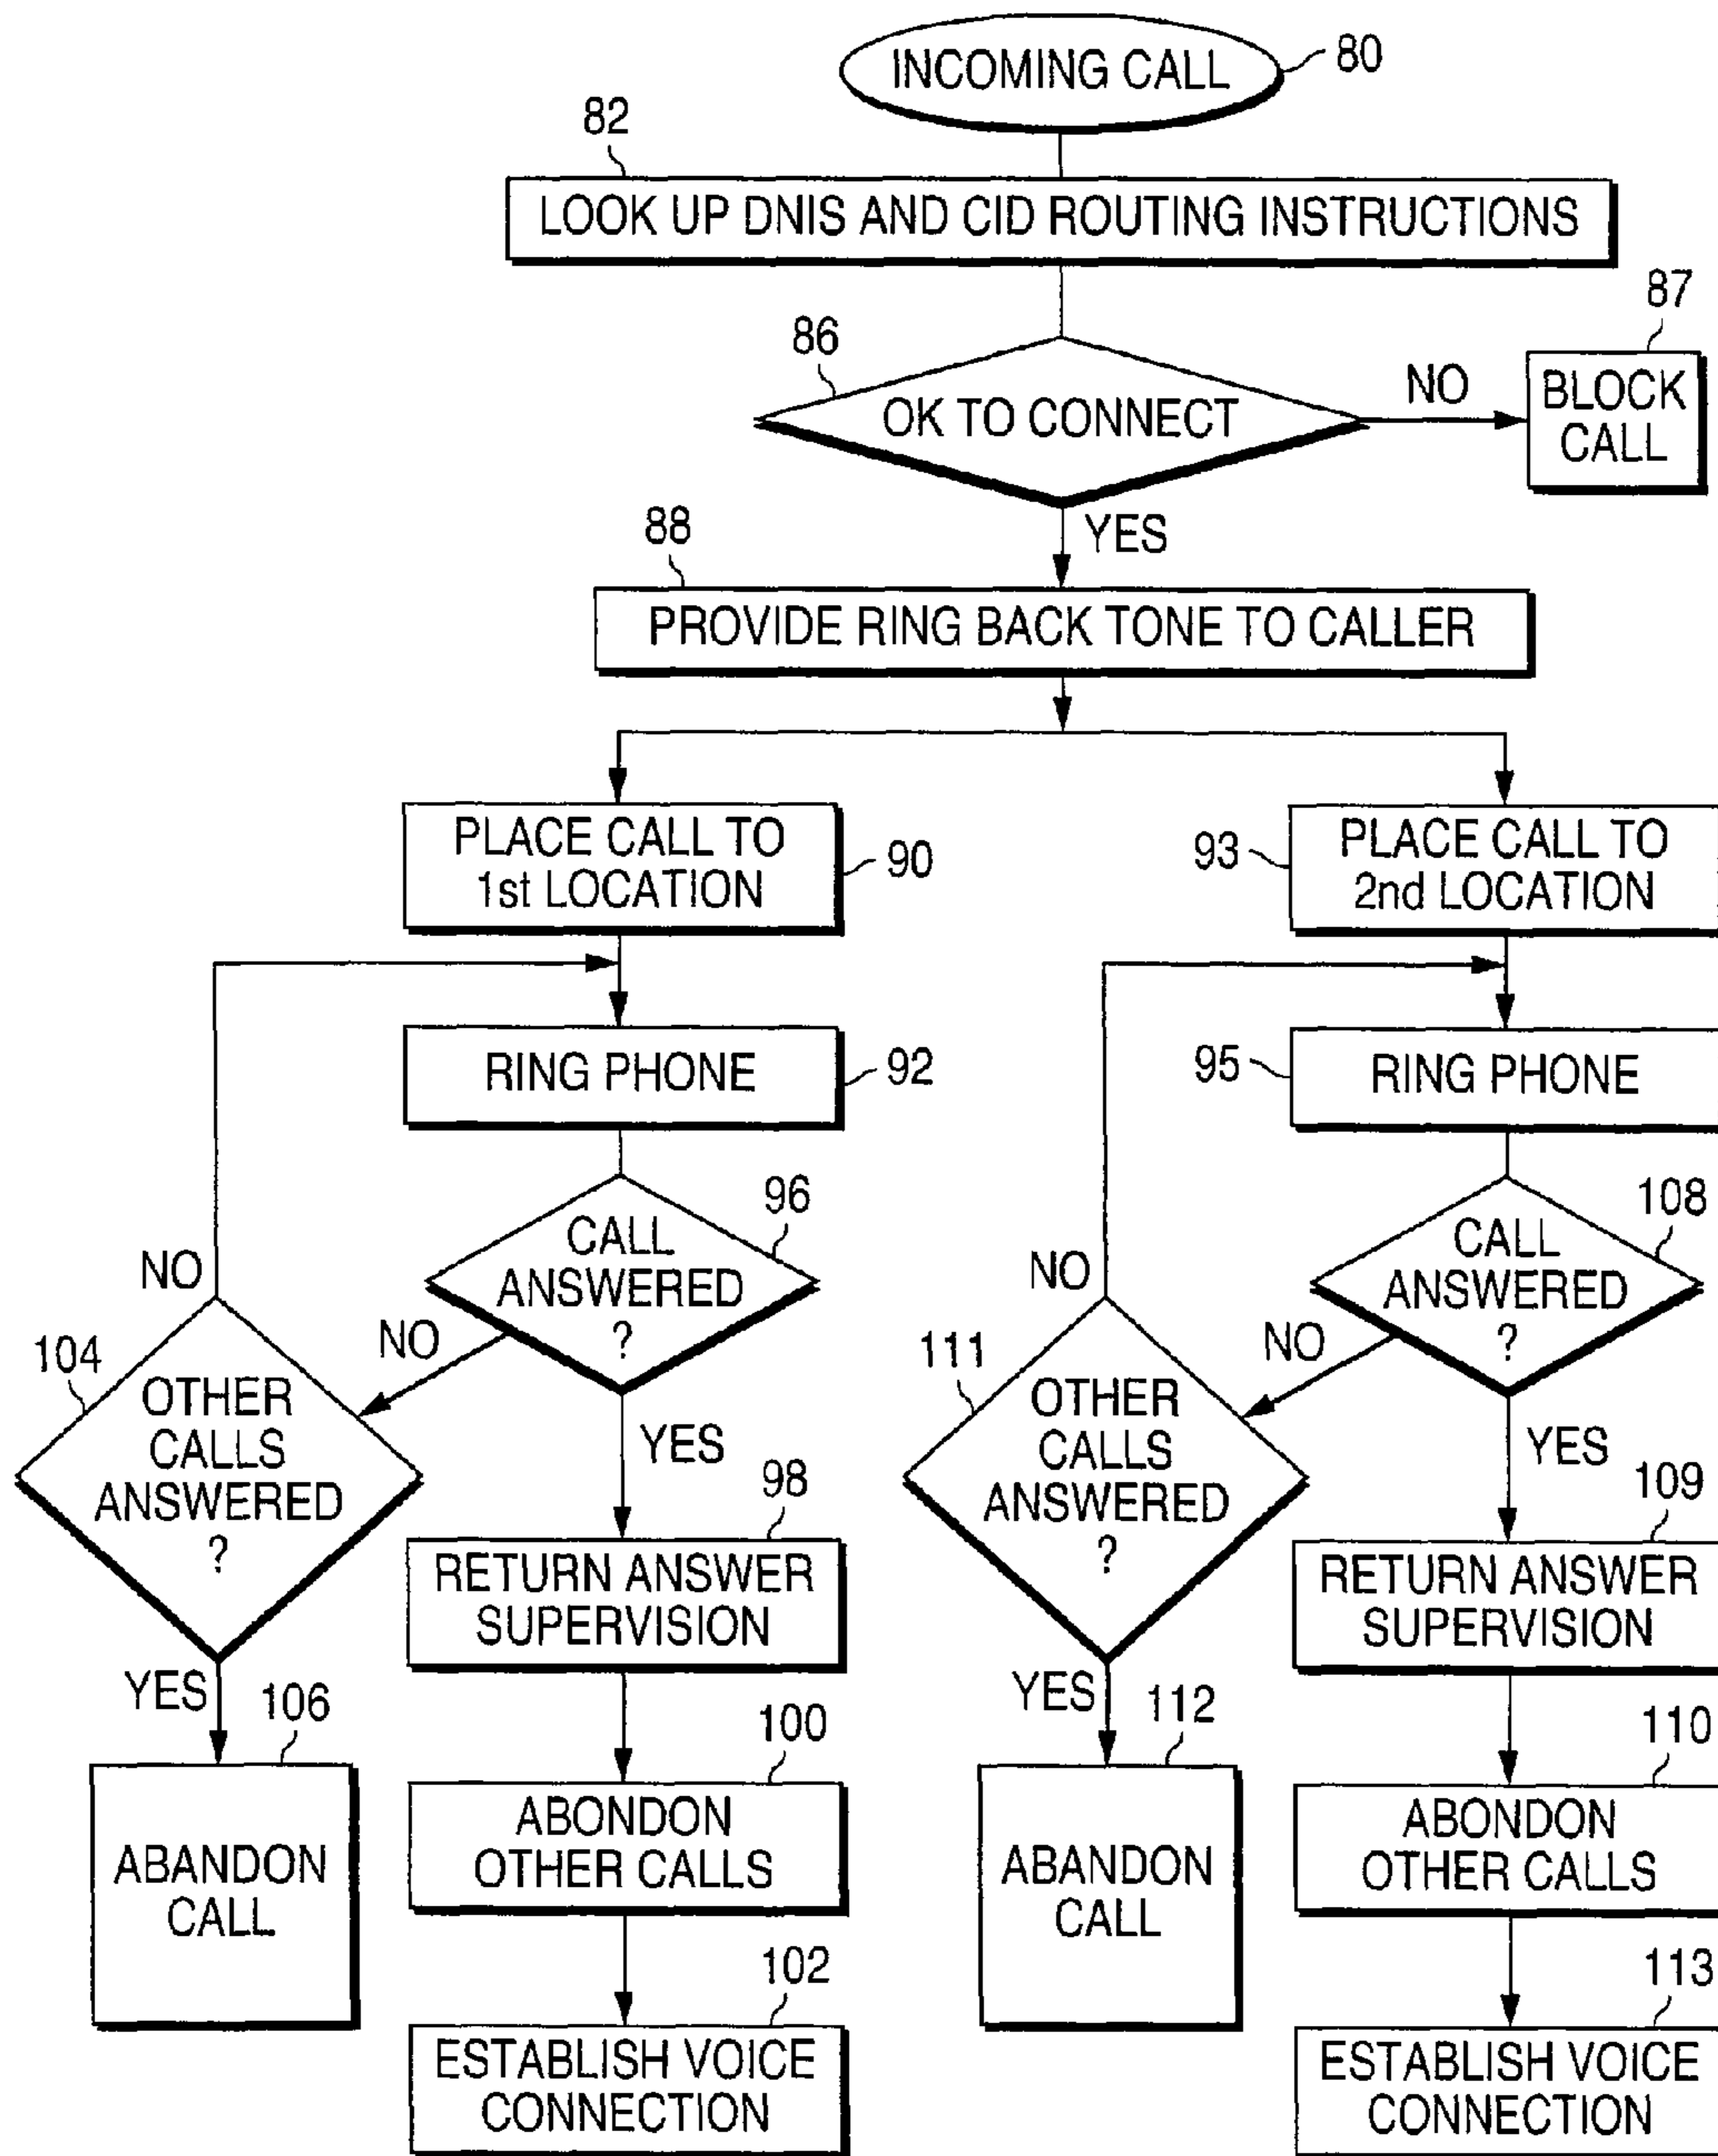 INCOMING CALL
80
82
LOOK UP DNIS AND CID ROUTING INSTRUCTIONS
86
OK TO CONNECT
NO
87
BLOCK
CALL
YES
88
PROVIDE RING BACK TONE TO CALLER
PLACE CALL TO
1st LOCATION
90
93
PLACE CALL TO
2nd LOCATION
RING PHONE
92
95
RING PHONE
96
CALL
ANSWERED
?
NO
NO
YES
104
OTHER
CALLS
ANSWERED
?
YES
98
RETURN ANSWER
SUPERVISION
106
ABANDON
CALL
100
ABONDON
OTHER CALLS
102
ESTABLISH VOICE
CONNECTION
108
CALL
ANSWERED
?
NO
NO
YES
111
OTHER
CALLS
ANSWERED
?
YES
109
RETURN ANSWER
SUPERVISION
112
ABANDON
CALL
110
ABONDON
OTHER CALLS
113
ESTABLISH VOICE
CONNECTION